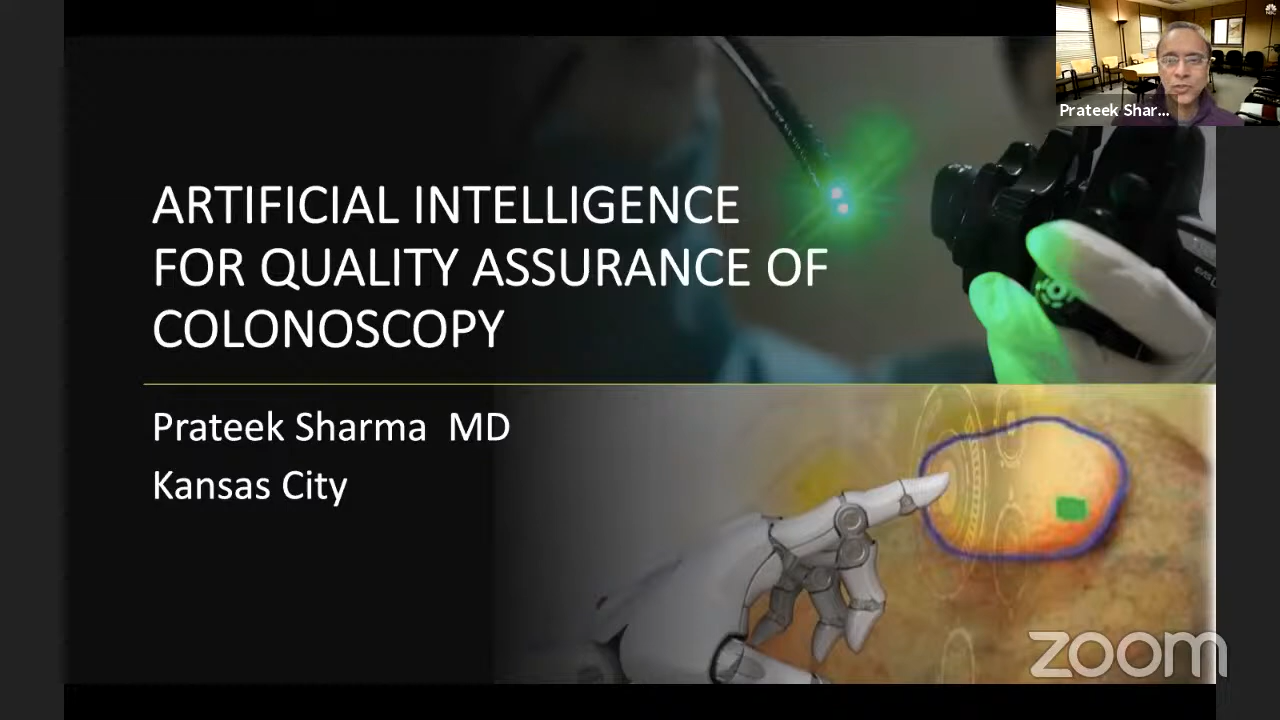 Prateek Shar...
ARTIFICIAL INTELLIGENCE
FOR QUALITY ASSURANCE OF
COLONOSCOPY
Prateek Sharma MD
Kansas City
zoom